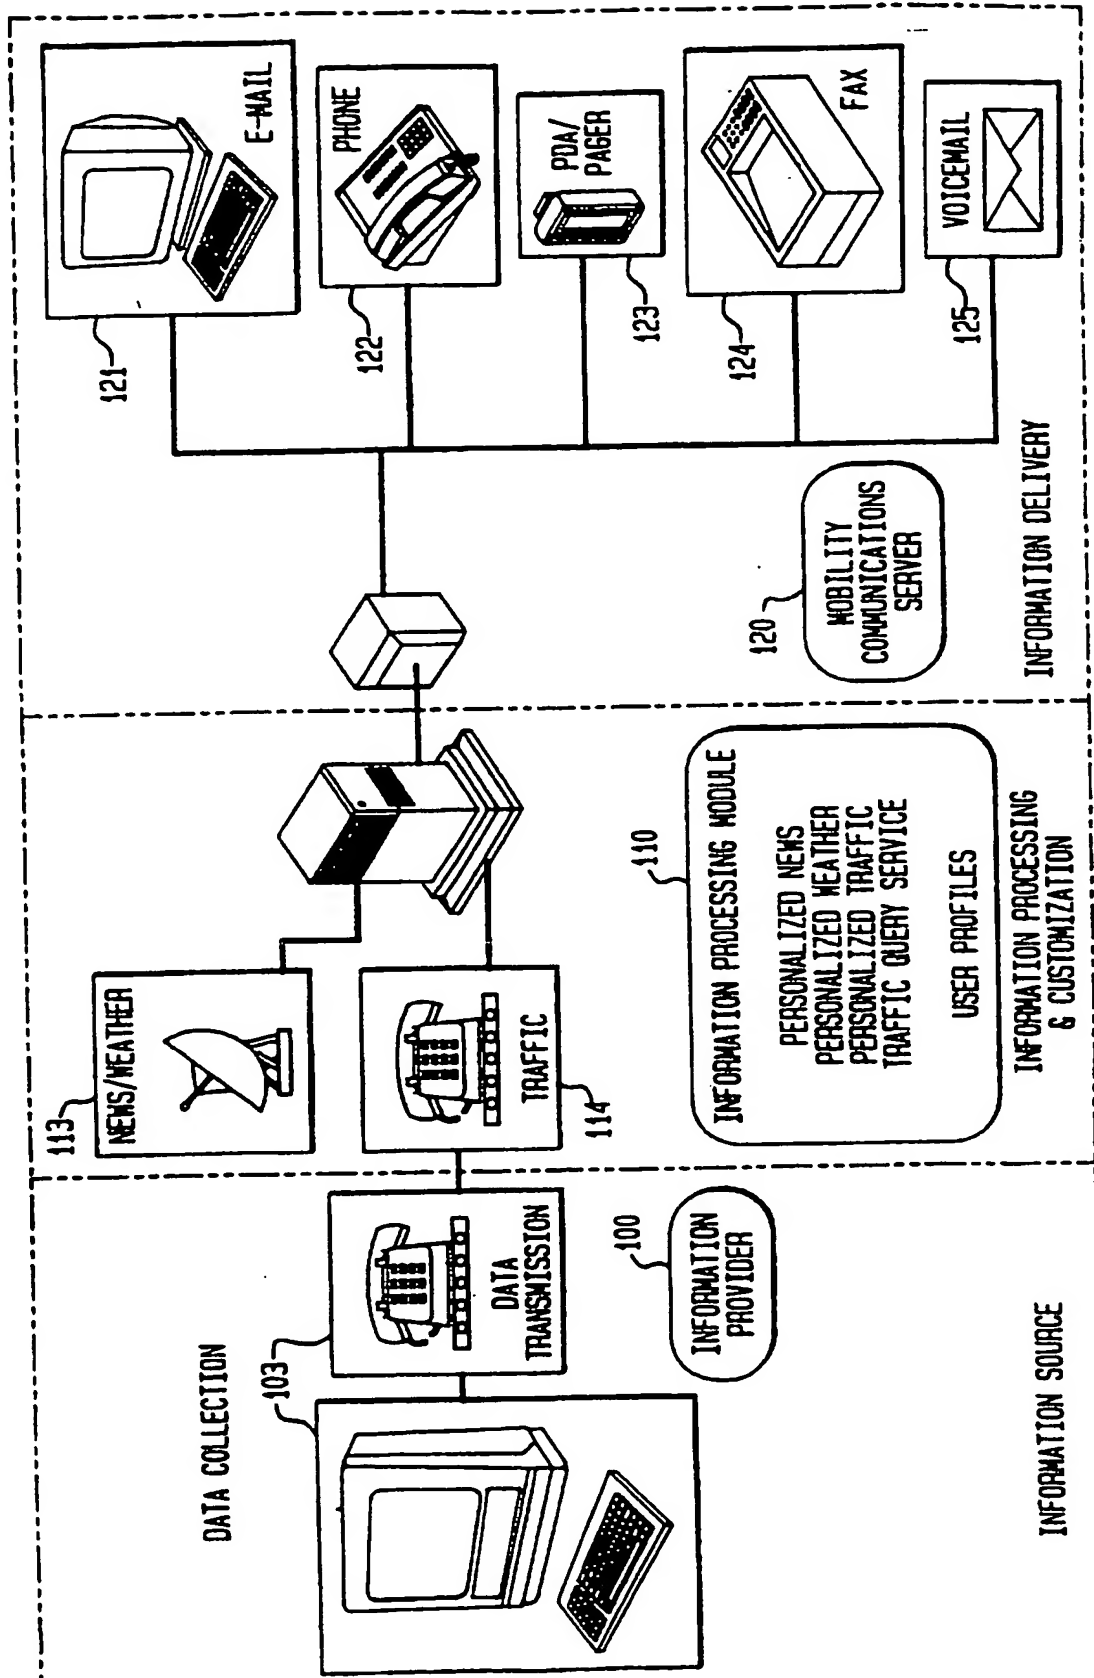 DATA COLLECTION
103
DATA
TRANSMISSION
100
INFORMATION
PROVIDER
INFORMATION SOURCE
113
NEWS/WEATHER
TRAFFIC
114
110
INFORMATION PROCESSING MODULE
PERSONALIZED NEWS
PERSONALIZED WEATHER
PERSONALIZED TRAFFIC
TRAFFIC QUERY SERVICE
USER PROFILES
INFORMATION PROCESSING
& CUSTOMIZATION
120
MOBILITY
COMMUNICATIONS
SERVER
INFORMATION DELIVERY
121
E-MAIL
122
PHONE
123
PDA/
PAGER
124
FAX
125
VOICEMAIL